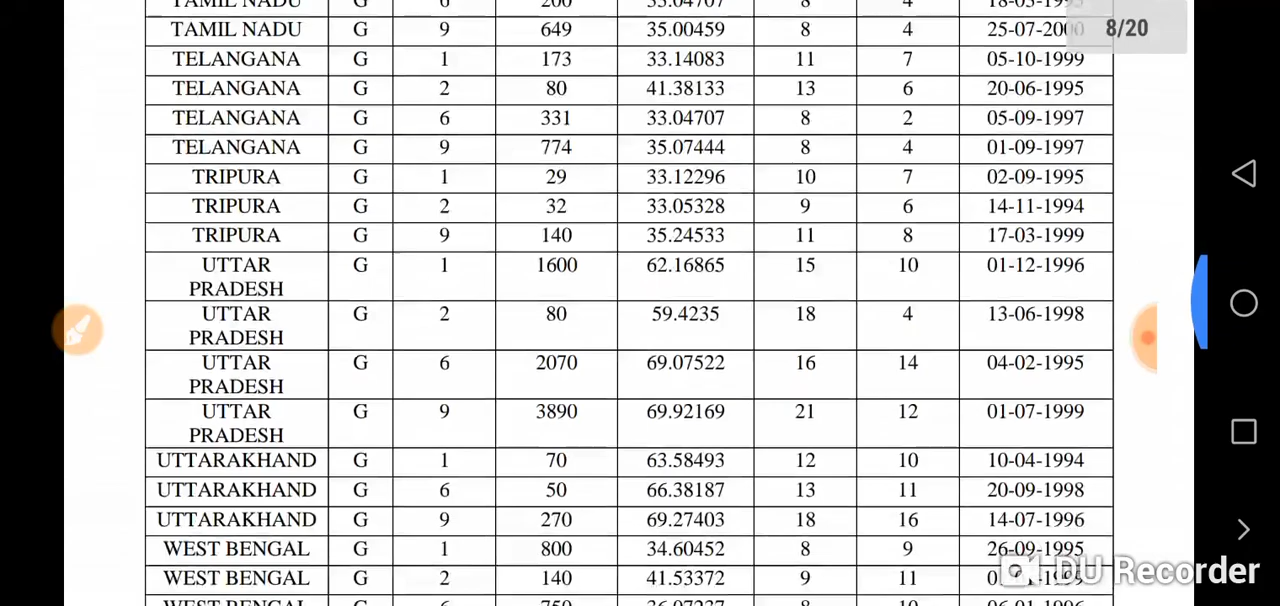 TAMIL NADU G 6 200 33.04707 8 4 18-03-1995
TAMIL NADU G 9 649 35.00459 8 4 25-07-2000
8/20
TELANGANA G 1 173 33.14083 11 7 05-10-1999
TELANGANA G 2 80 41.38133 13 6 20-06-1995
TELANGANA G 6 331 33.04707 8 2 05-09-1997
TELANGANA G 9 774 35.07444 8 4 01-09-1997
TRIPURA G 1 29 33.12296 10 7 02-09-1995
TRIPURA G 2 32 33.05328 9 6 14-11-1994
TRIPURA G 9 140 35.24533 11 8 17-03-1999
UTTAR G 1 1600 62.16865 15 10 01-12-1996
PRADESH
UTTAR G 2 80 59.4235 18 4 13-06-1998
PRADESH
UTTAR G 6 2070 69.07522 16 14 04-02-1995
PRADESH
UTTAR G 9 3890 69.92169 21 12 01-07-1999
PRADESH
UTTARAKHAND G 1 70 63.58493 12 10 10-04-1994
UTTARAKHAND G 6 50 66.38187 13 11 20-09-1998
UTTARAKHAND G 9 270 69.27403 18 16 14-07-1996
WEST BENGAL G 1 800 34.60452 8 9 26-09-1995
WEST BENGAL G 2 140 41.53372 9 11
DU Recorder
WEST BENGAL G 6 750 36.07237 8 10 06-01-1996